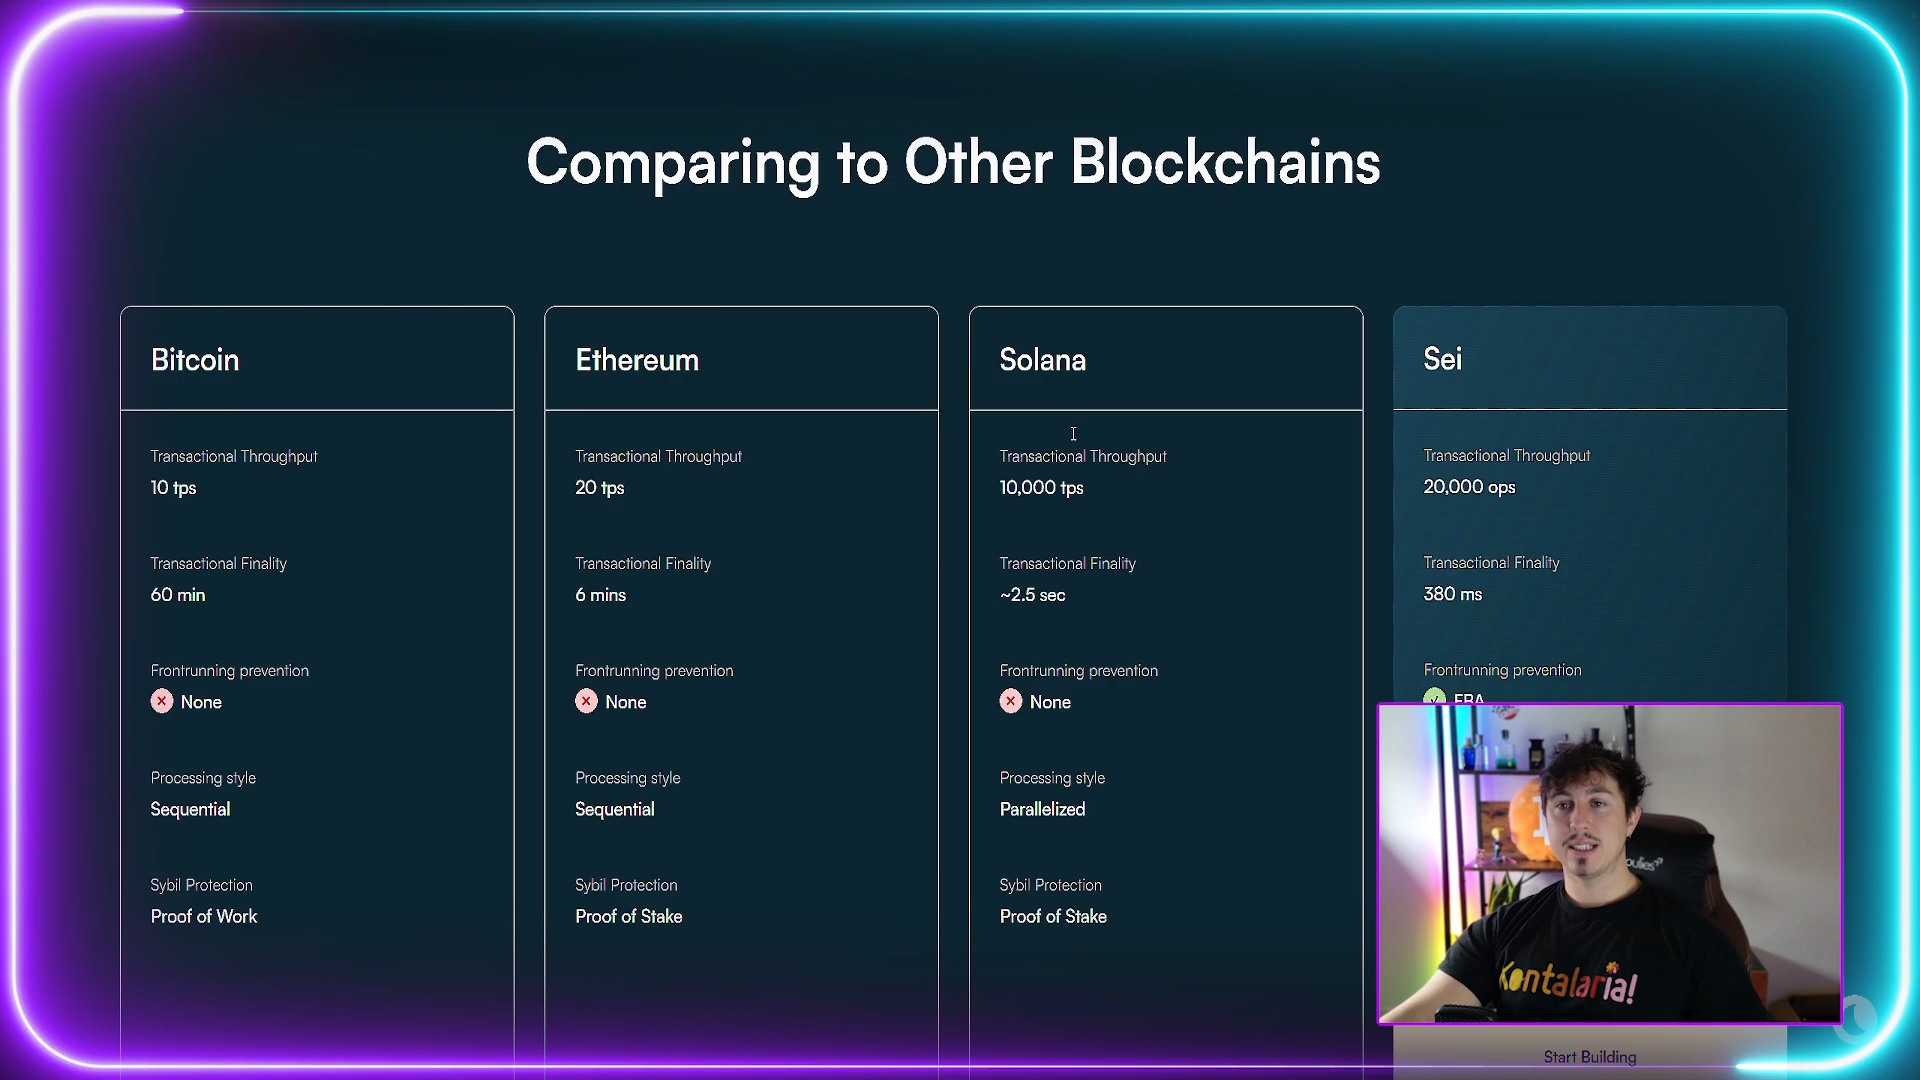 Comparing to Other Blockchains
Bitcoin
Transactional Throughput
10 tps
Transactional Finality
60 min
Frontrunning prevention
None
Processing style
Sequential
Sybil Protection
Proof of Work
Ethereum
Transactional Throughput
20 tps
Transactional Finality
6 mins
Frontrunning prevention
None
Processing style
Sequential
Sybil Protection
Proof of Stake
Solana
Transactional Throughput
10,000 tps
Transactional Finality
~2.5 sec
Frontrunning prevention
None
Processing style
Parallelized
Sybil Protection
Proof of Stake
Sei
Transactional Throughput
20,000 ops
Transactional Finality
380 ms
Frontrunning prevention
FBA
Kontalaria!
Start Building